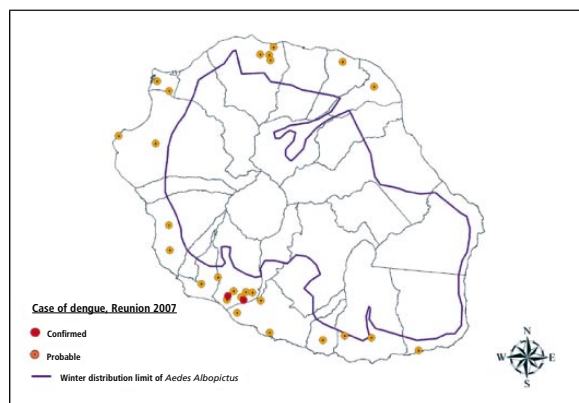 Case of dengue, Reunion 2007
Confirmed
Probable
Winter distribution limit of Aedes Albopictus
N
W E
S